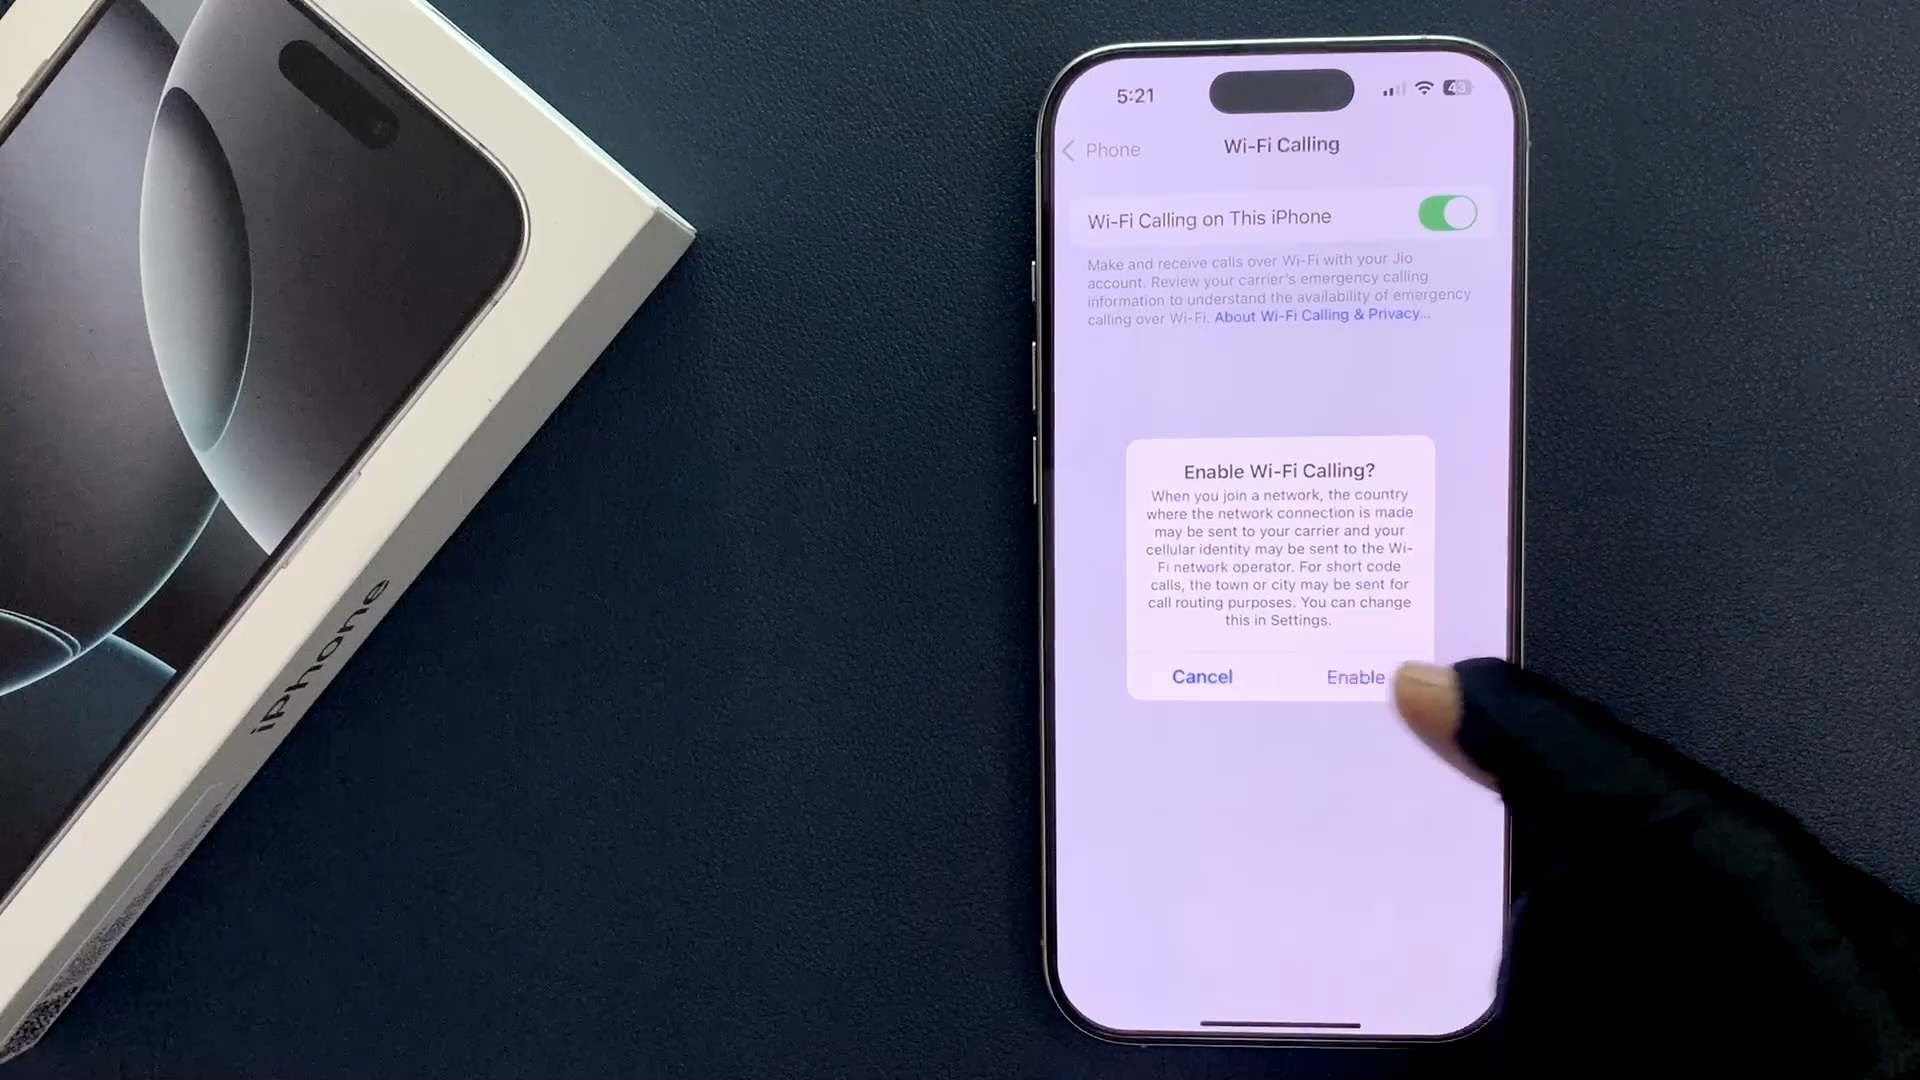 iPhone
5:21
43
Phone
Wi-Fi Calling
Wi-Fi Calling on This iPhone
Make and receive calls over Wi-Fi with your Jio
account. Review your carrier's emergency calling
information to understand the availability of emergency
calling over Wi-Fi. About Wi-Fi Calling & Privacy...
Enable Wi-Fi Calling?
When you join a network, the country
where the network connection is made
may be sent to your carrier and your
cellular identity may be sent to the Wi-
Fi network operator. For short code
calls, the town or city may be sent for
call routing purposes. You can change
this in Settings.
Cancel
Enable